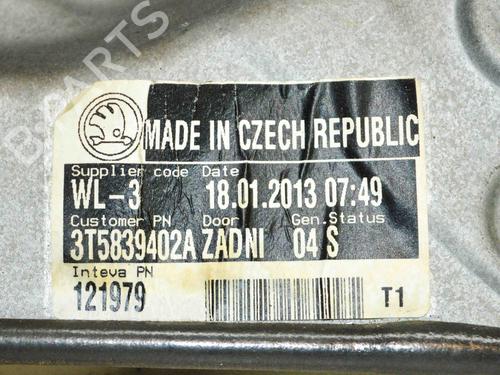 B-PARTS
MADE IN CZECH REPUBLIC
Supplier code Date
WL-3 18.01.2013 07:49
Customer PN Door Gen.Status
3T5839402A ZADNI 04 S
Inteva PN
121979 T1